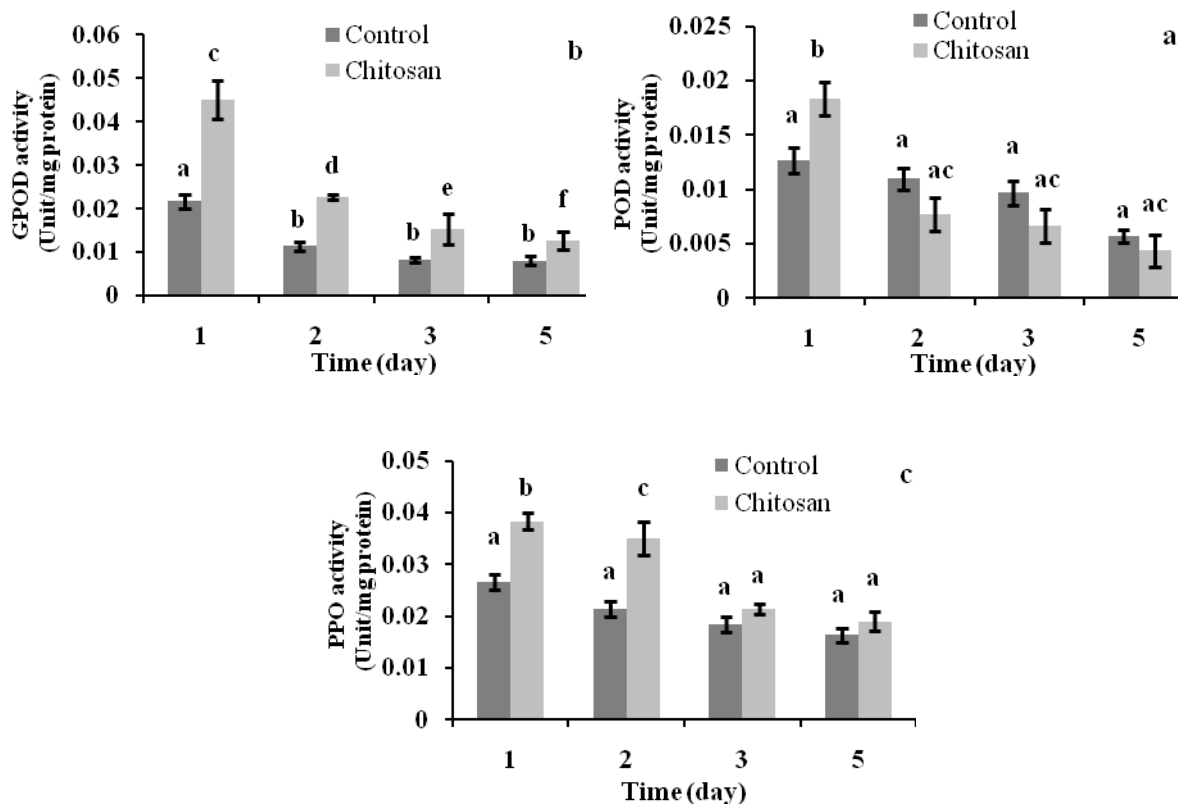 GPOD activity
(Unit/mg protein)
0.06
0.05
0.04
0.03
0.02
0.01
0
Control
Chitosan
b
a
c
b
d
b
e
b
f
1 2 3 5
Time (day)
POD activity
(Unit/mg protein)
0.025
0.02
0.015
0.01
0.005
0
Control
Chitosan
a
a
b
a
ac
a
ac
a
ac
1 2 3 5
Time (day)
PPO activity
(Unit/mg protein)
0.05
0.04
0.03
0.02
0.01
0
Control
Chitosan
c
a
b
a
c
a
a
a
a
1 2 3 5
Time (day)